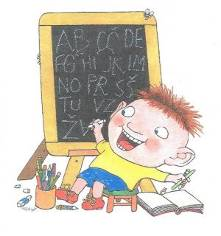 AB CČ DE
FG HI JK LM
NO PR SŠ
TU VZ
Ž